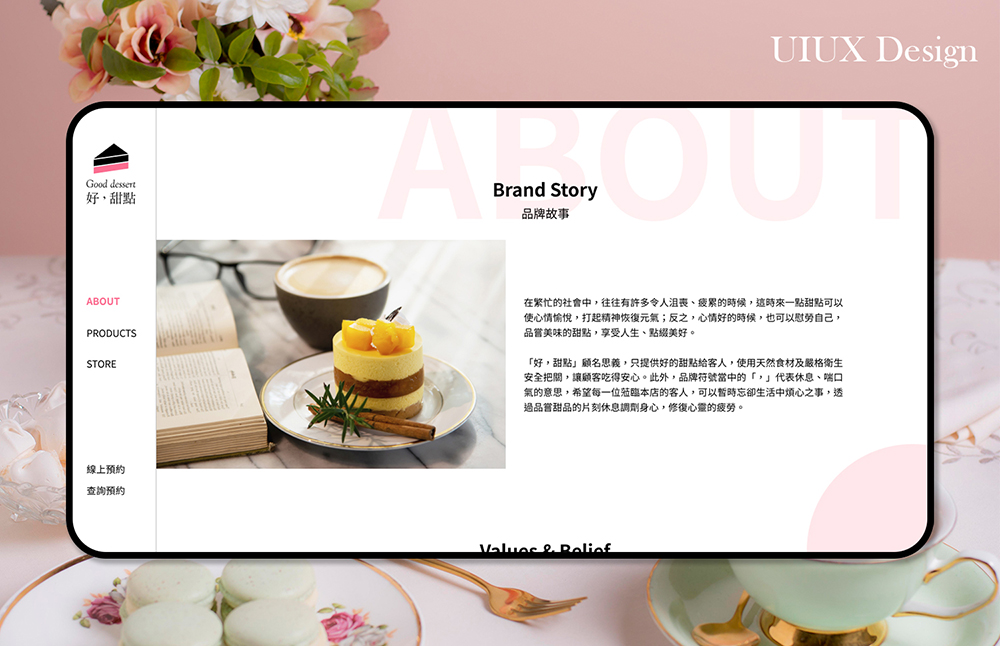 UIUX Design
ABOUT
Good dessert
好，甜點
ABOUT
PRODUCTS
STORE
線上預約
查詢預約
Brand Story
品牌故事
在繁忙的社會中，往往有許多令人沮喪、疲累的時候，這時來一點甜點可以
使心情愉悅，打起精神恢復元氣；反之，心情好的時候，也可以慰勞自己，
品嘗美味的甜點，享受人生、點綴美好。
「好，甜點」顧名思義，只提供好的甜點給客人，使用天然食材及嚴格衛生
安全把關，讓顧客吃得安心。此外，品牌符號當中的「，」代表休息、喘口
氣的意思，希望每一位蒞臨本店的客人，可以暫時忘卻生活中煩心之事，透
過品嘗甜品的片刻休息調劑身心，修復心靈的疲勞。
Values & Belief